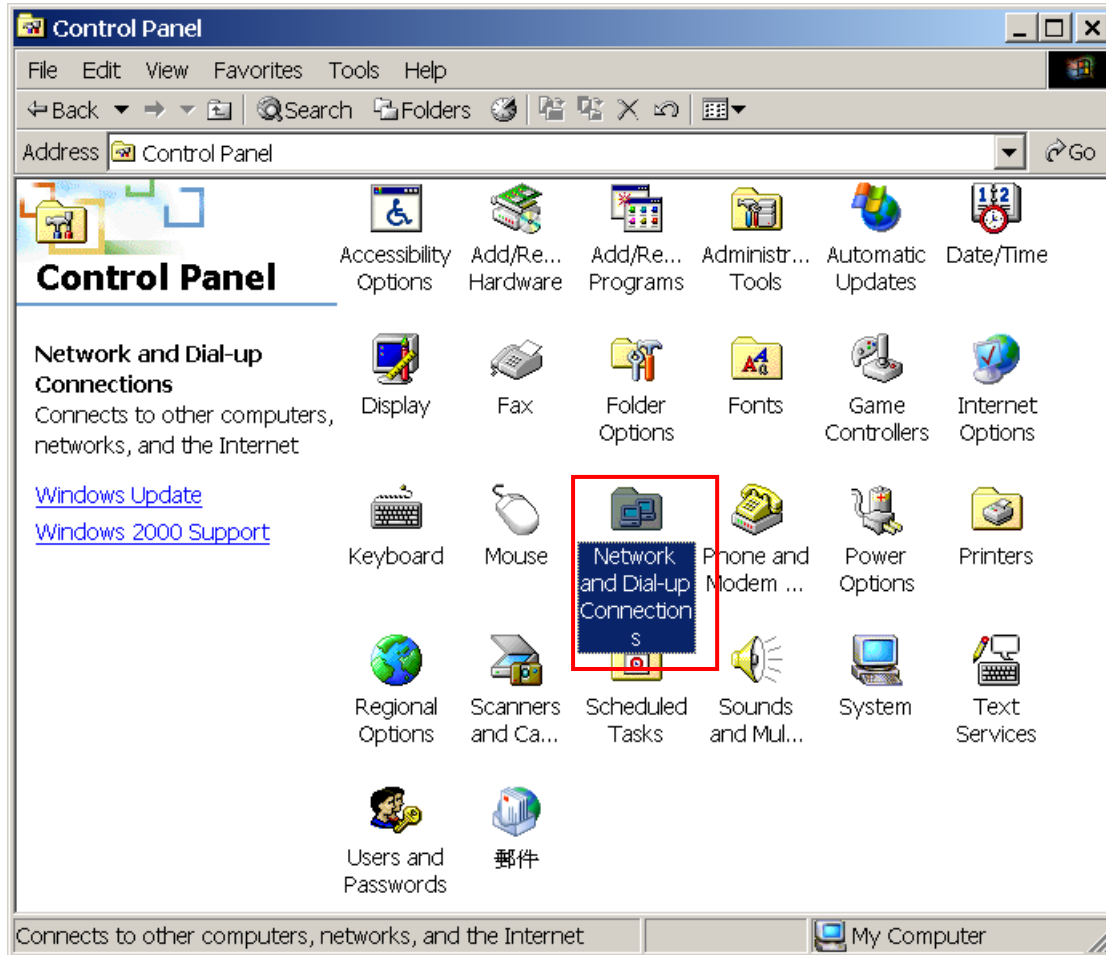 Control Panel
File Edit View Favorites Tools Help
Back Search Folders
Address Control Panel Go
Control Panel
Network and Dial-up
Connections
Connects to other computers,
networks, and the Internet
Windows Update
Windows 2000 Support
Accessibility Add/Re... Add/Re... Administr... Automatic Date/Time
Options Hardware Programs Tools Updates
Display Fax Folder Fonts Game Internet
Options Controllers Options
Keyboard Mouse Network Phone and Power Printers
and Dial-up Modem ... Options
Connection
s
Regional Scanners Scheduled Sounds System Text
Options and Ca... Tasks and Mul... Services
Users and 郵件
Passwords
Connects to other computers, networks, and the Internet My Computer